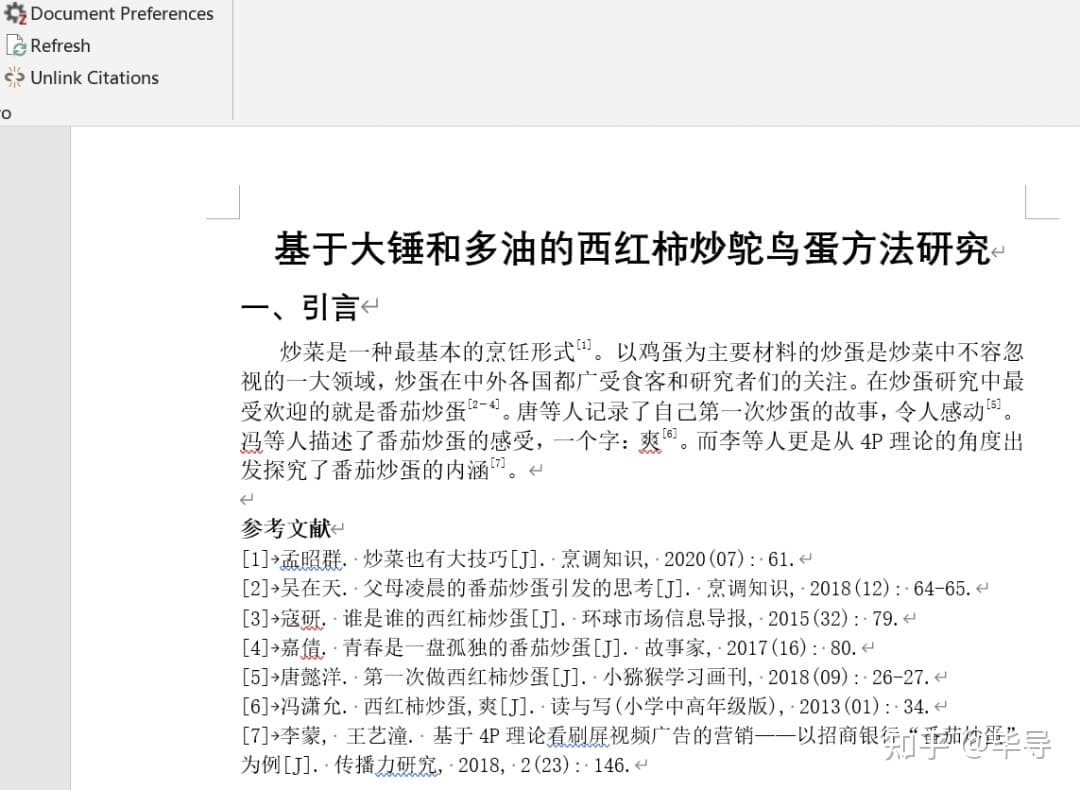 Document Preferences
Refresh
Unlink Citations
o
基于大锤和多油的西红柿炒鸵鸟蛋方法研究
一、引言
炒菜是一种最基本的烹饪形式[1]。以鸡蛋为主要材料的炒蛋是炒菜中不容忽
视的一大领域，炒蛋在中外各国都广受食客和研究者们的关注。在炒蛋研究中最
受欢迎的就是番茄炒蛋[2-4]。唐等人记录了自己第一次炒蛋的故事，令人感动[5]。
冯等人描述了番茄炒蛋的感受，一个字：爽[6]。而李等人更是从 4P 理论的角度出
发探究了番茄炒蛋的内涵[7]。
参考文献
[1]→孟昭群. 炒菜也有大技巧[J]. 烹调知识, 2020(07): 61.
[2]→吴在天. 父母凌晨的番茄炒蛋引发的思考[J]. 烹调知识, 2018(12): 64-65.
[3]→寇研. 谁是谁的西红柿炒蛋[J]. 环球市场信息导报, 2015(32): 79.
[4]→嘉倩. 青春是一盘孤独的番茄炒蛋[J]. 故事家, 2017(16): 80.
[5]→唐懿洋. 第一次做西红柿炒蛋[J]. 小猕猴学习画刊, 2018(09): 26-27.
[6]→冯潇允. 西红柿炒蛋,爽[J]. 读与写(小学中高年级版), 2013(01): 34.
[7]→李蒙, 王艺潼. 基于 4P 理论看刷屏视频广告的营销——以招商银行“番茄炒蛋”
为例[J]. 传播力研究, 2018, 2(23): 146.
知乎 @毕导